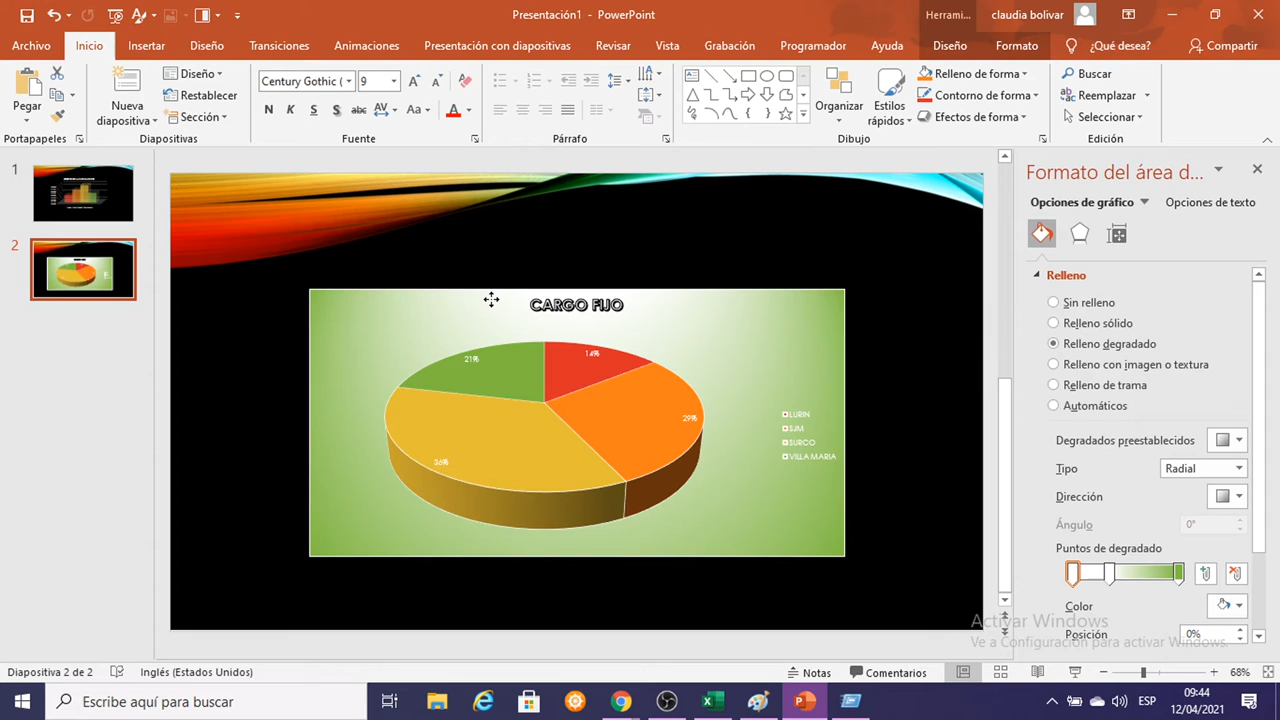 Presentación1 - PowerPoint
Herrami...
claudia bolivar
Archivo Inicio Insertar Diseño Transiciones Animaciones Presentación con diapositivas Revisar Vista Grabación Programador Ayuda Diseño Formato ¿Qué desea? Compartir
Pegar
Nueva diapositiva
Diseño
Restablecer
Sección
Century Gothic (
9
N K S S abc AV Aa A
Organizar
Estilos rápidos
Relleno de forma
Contorno de forma
Efectos de forma
Buscar
Reemplazar
Seleccionar
Portapapeles Diapositivas Fuente Párrafo Dibujo Edición
1
2
CARGO FIJO
21%
14%
29%
36%
LURIN
SJM
SURCO
VILLA MARIA
Formato del área d...
Opciones de gráfico Opciones de texto
Relleno
Sin relleno
Relleno sólido
Relleno degradado
Relleno con imagen o textura
Relleno de trama
Automáticos
Degradados preestablecidos
Tipo Radial
Dirección
Ángulo 0°
Puntos de degradado
Color
Posición 0%
Activar Windows
Ve a Configuración para activar Windows.
Diapositiva 2 de 2 Inglés (Estados Unidos) Notas Comentarios 68%
Escribe aquí para buscar
ESP
09:44
12/04/2021